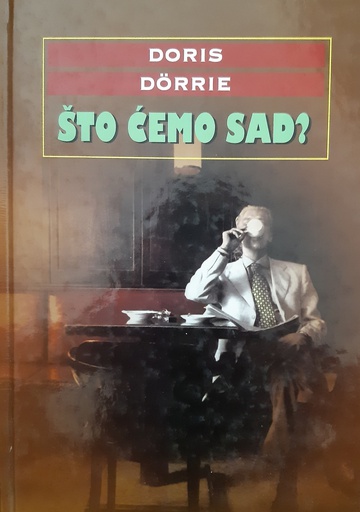 DORIS
DÖRRIE
ŠTO ĆEMO SAD?